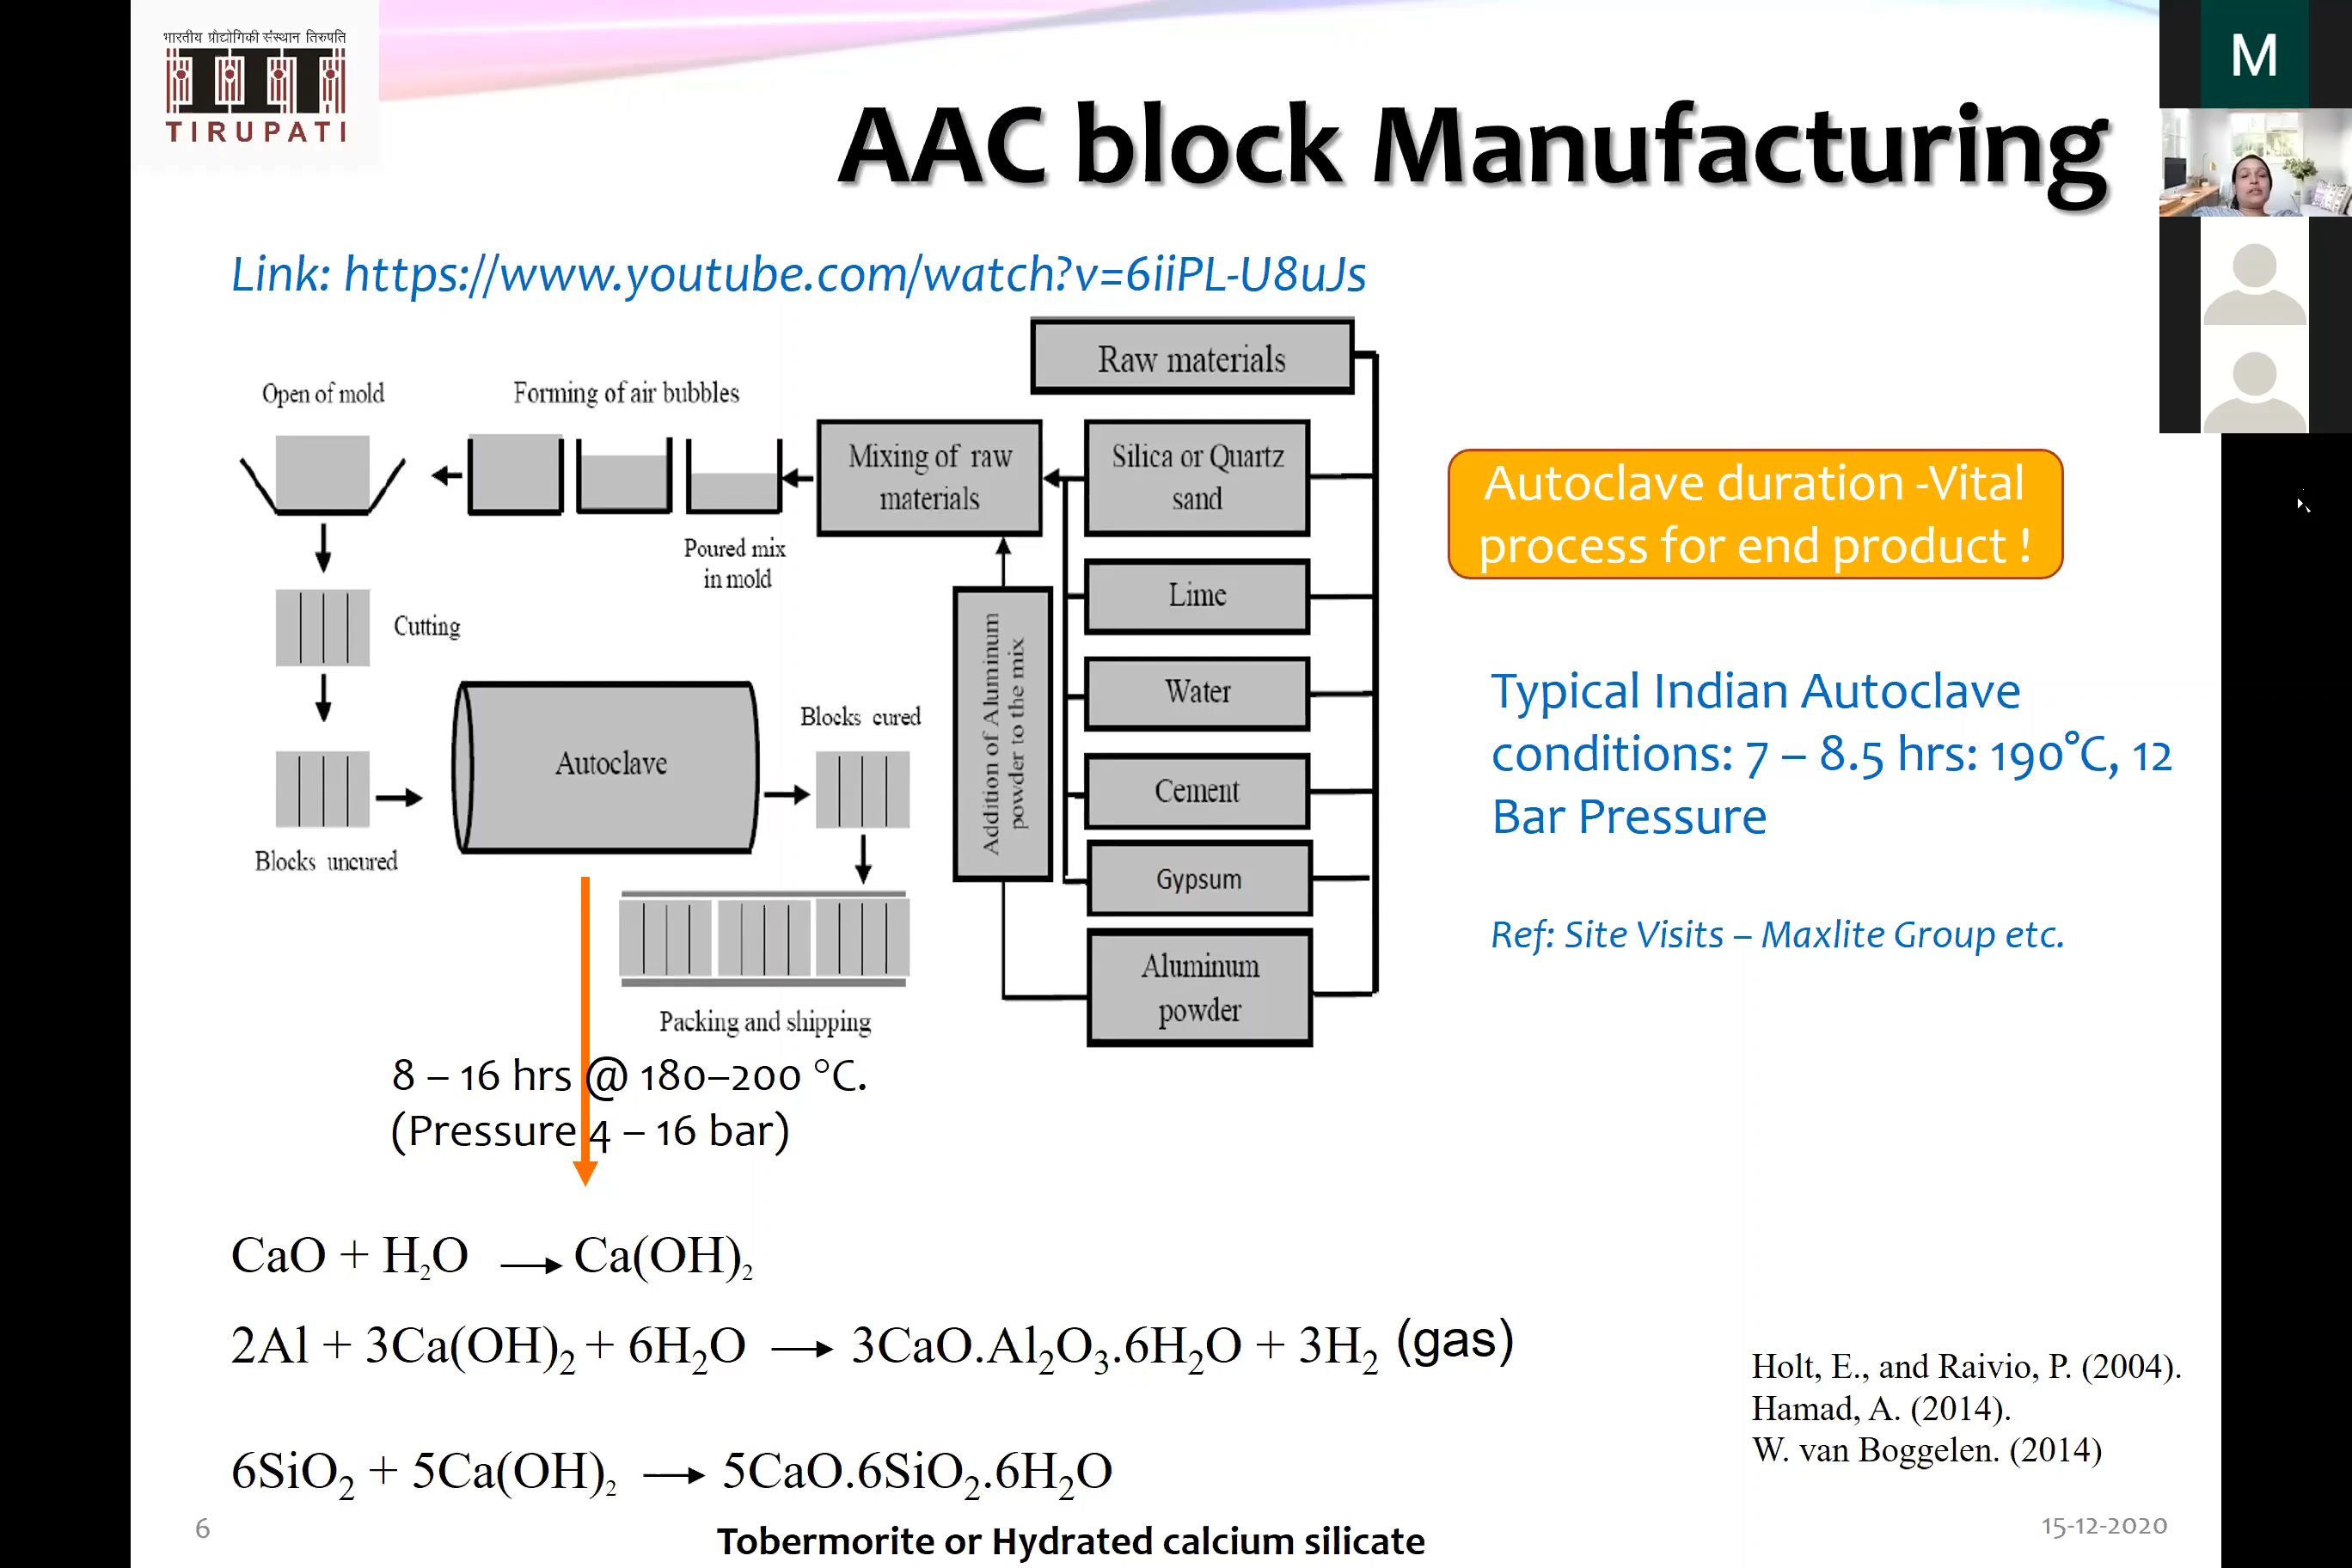 भारतीय प्रौद्योगिकी संस्थान तिरुपति
TIRUPATI
M
AAC block Manufacturing
Link: https://www.youtube.com/watch?v=6iiPL-U8uJs
Raw materials
Open of mold
Forming of air bubbles
Mixing of raw
materials
Silica or Quartz
sand
Poured mix
in mold
Lime
Cutting
Addition of Aluminum
powder to the mix
Water
Blocks cured
Autoclave
Cement
Blocks uncured
Gypsum
Aluminum
powder
Packing and shipping
Autoclave duration -Vital
process for end product !
Typical Indian Autoclave
conditions: 7 – 8.5 hrs: 190°C, 12
Bar Pressure
Ref: Site Visits – Maxlite Group etc.
8 – 16 hrs @ 180–200 °C.
(Pressure 4 – 16 bar)
CaO + H₂O → Ca(OH)₂
2Al + 3Ca(OH)₂ + 6H₂O → 3CaO.Al₂O₃.6H₂O + 3H₂ (gas)
6SiO₂ + 5Ca(OH)₂ → 5CaO.6SiO₂.6H₂O
Tobermorite or Hydrated calcium silicate
Holt, E., and Raivio, P. (2004).
Hamad, A. (2014).
W. van Boggelen. (2014)
6
15-12-2020